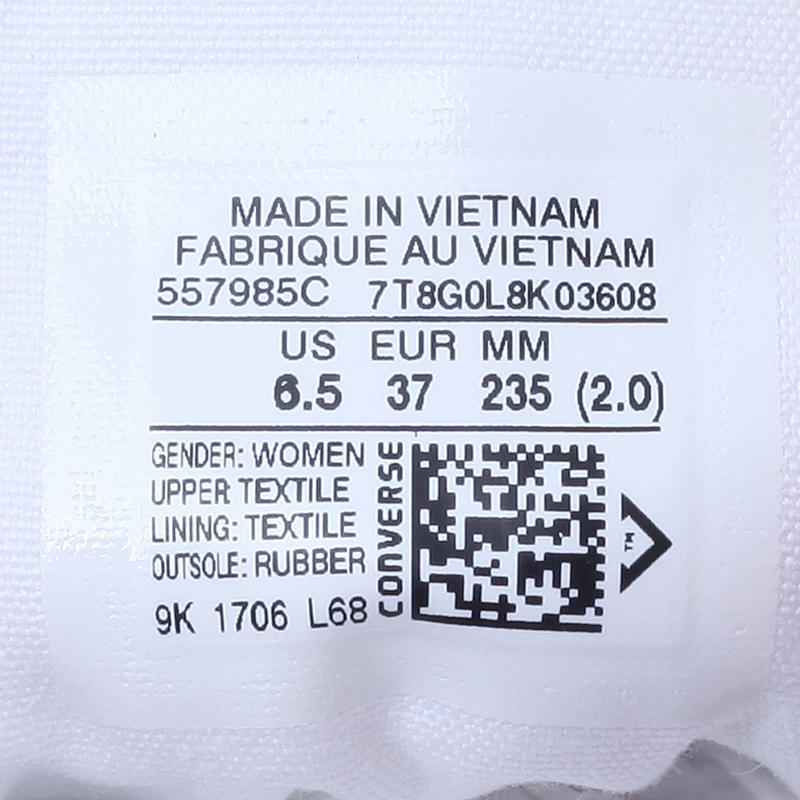 MADE IN VIETNAM
FABRIQUE AU VIETNAM
557985C 7T8G0L8K03608
US EUR MM
6.5 37 235 (2.0)
GENDER: WOMEN
UPPER: TEXTILE
LINING: TEXTILE
OUTSOLE: RUBBER
9K 1706 L68
CONVERSE
TM